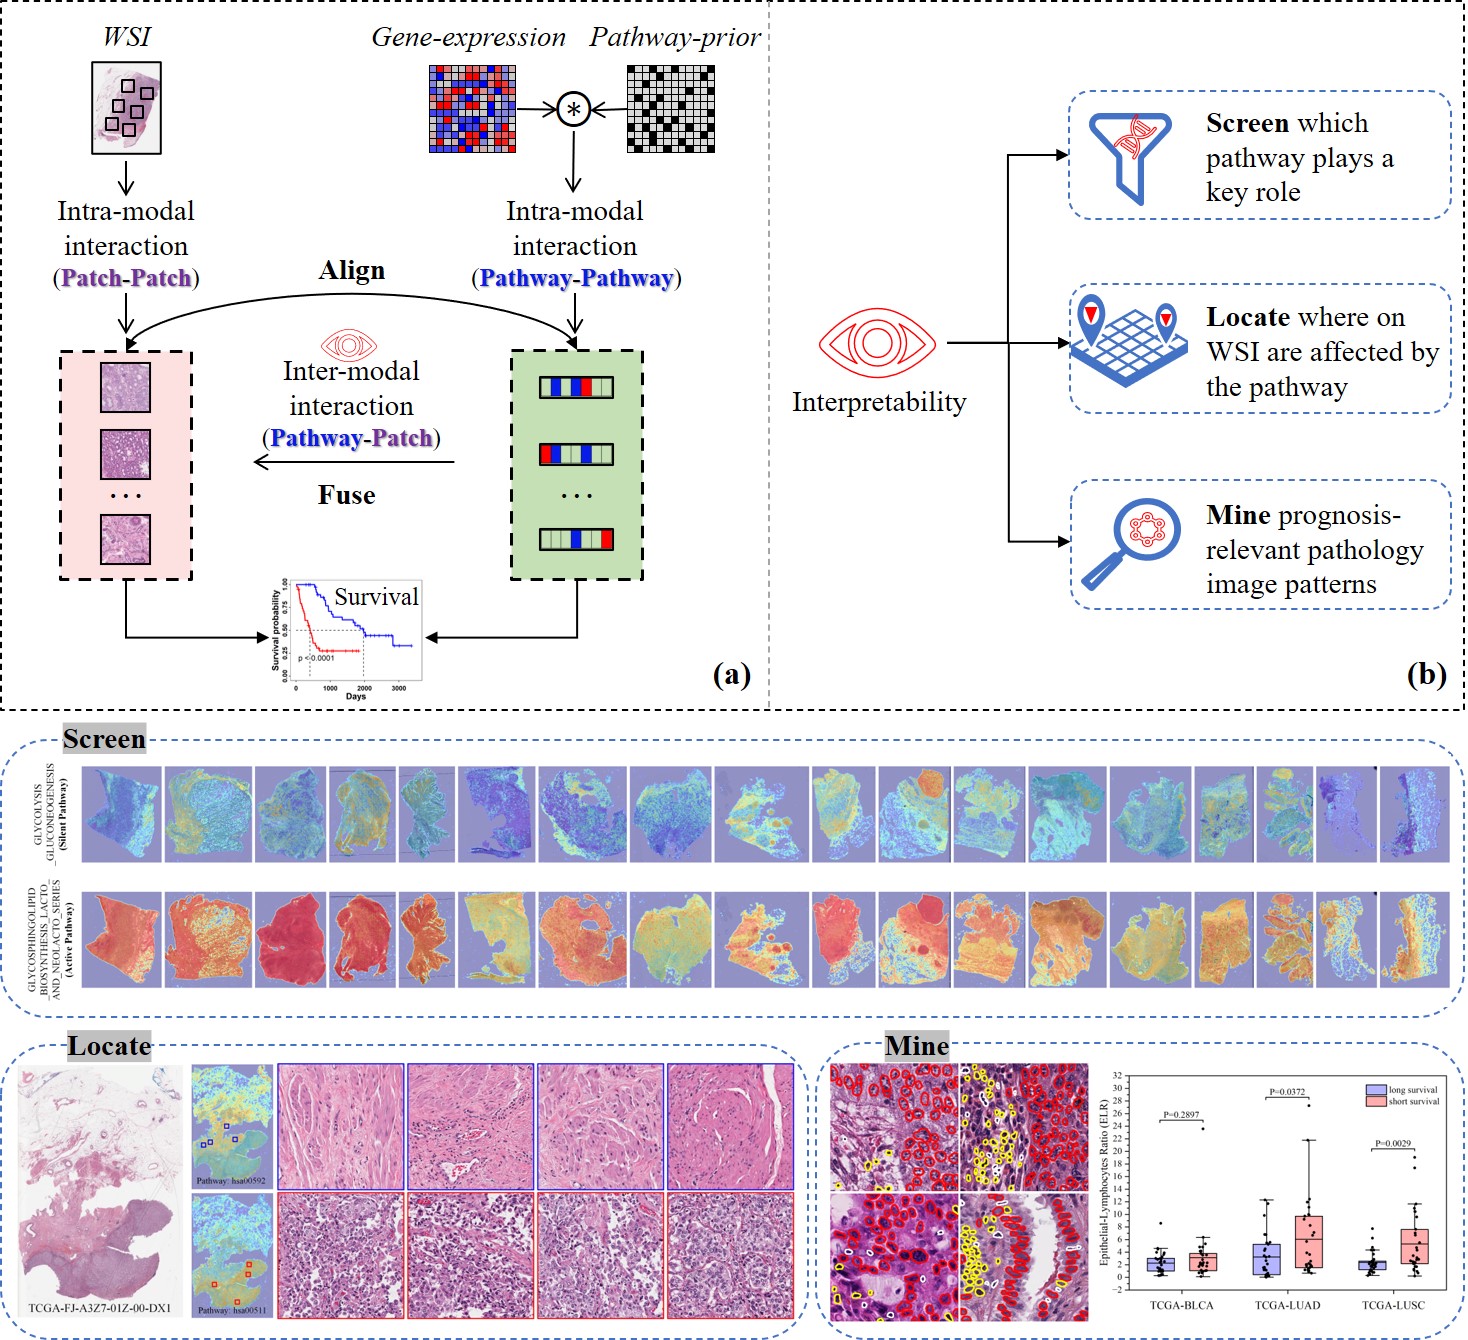 WSI
Gene-expression
Pathway-prior
Intra-modal
interaction
(Patch-Patch)
Intra-modal
interaction
(Pathway-Pathway)
Align
Inter-modal
interaction
(Pathway-Patch)
Fuse
. . .
. . .
Survival
Survival probability
1.00
0.75
0.50
0.25
0.00
p < 0.0001
0 1000 2000 3000
Days
(a)
Interpretability
Screen which
pathway plays a
key role
Locate where on
WSI are affected by
the pathway
Mine prognosis-
relevant pathology
image patterns
(b)
Screen
GLYCOLYSIS
_GLUCONEOGENESIS
(Silent Pathway)
GLYCOSPHINGOLIPID
_BIOSYNTHESIS_LACTO_
AND_NEOLACTO_SERIES
(Active Pathway)
Locate
TCGA-FJ-A3Z7-01Z-00-DX1
Pathway: hsa00592
Pathway: hsa00511
Mine
Epithelial-Lymphocytes Ratio (ELR)
32
30
28
26
24
22
20
18
16
14
12
10
8
6
4
2
0
−2
long survival
short survival
P=0.2897
P=0.0372
P=0.0029
TCGA-BLCA
TCGA-LUAD
TCGA-LUSC